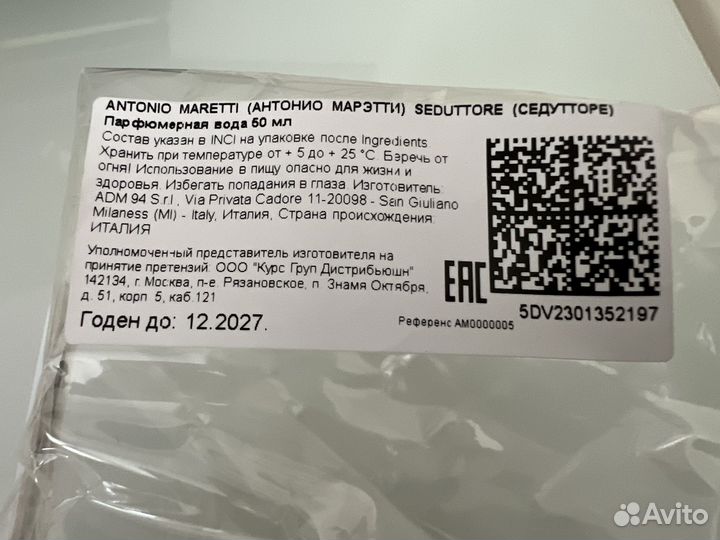 ANTONIO MARETTI (АНТОНИО МАРЭТТИ) SEDUTTORE (СЕДУТТОРЕ)
Парфюмерная вода 50 мл
Состав указан в INCI на упаковке после Ingredients.
Хранить при температуре от + 5 до + 25 °C. Беречь от
огня! Использование в пищу опасно для жизни и
здоровья. Избегать попадания в глаза. Изготовитель:
ADM 94 S.r.l., Via Privata Cadore 11-20098 - San Giuliano
Milaness (MI) - Italy, Италия, Страна происхождения:
ИТАЛИЯ
Уполномоченный представитель изготовителя на
принятие претензий: ООО "Курс Груп Дистрибьюшн"
142134, г. Москва, п-е. Рязановское, п. Знамя Октября,
д. 51, корп. 5, каб.121
Годен до: 12.2027.
EAC
Референс AM0000005
5DV2301352197
Avito